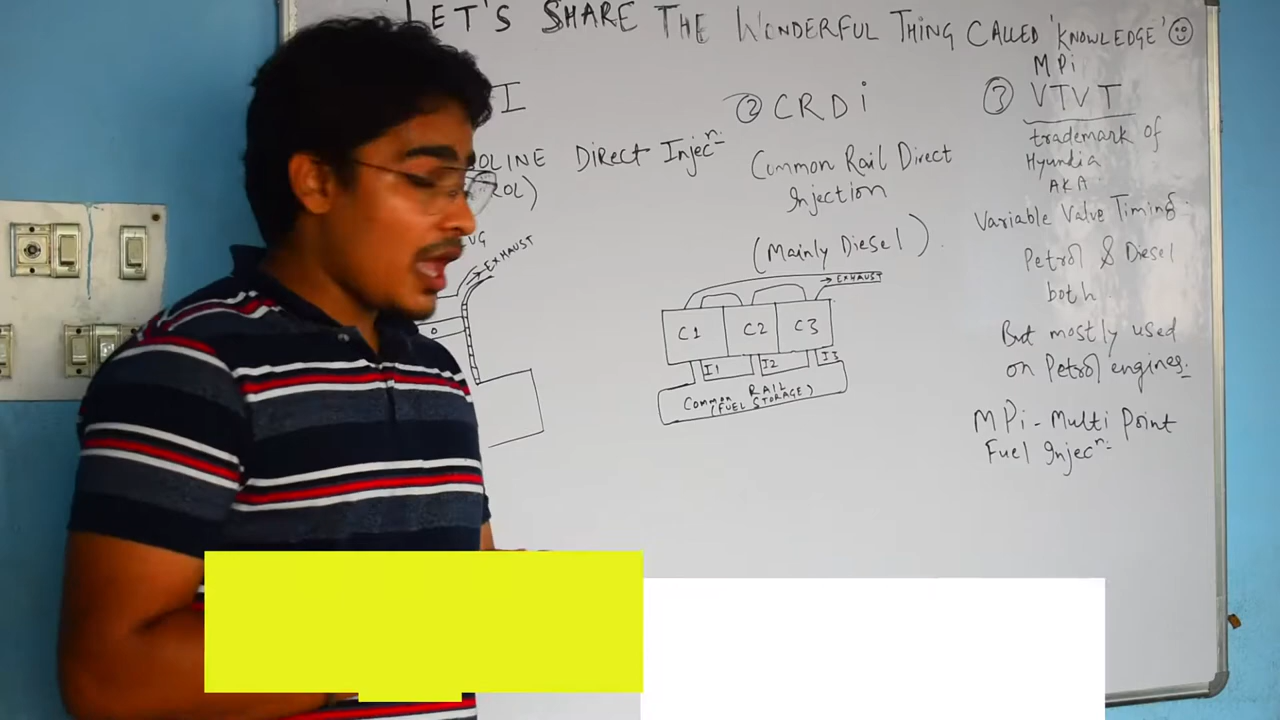 LET'S SHARE THE WONDERFUL THING CALLED 'KNOWLEDGE'
I
OLINE DIRECT Injecn
ROL)
UG
EXHAUST
② CRDi
Common Rail Direct
Injection
(Mainly Diesel)
EXHAUST
C1 C2 C3
I1 I2 I3
COMMON RAIL
(FUEL STORAGE)
MPi
③ VTVT
trademark of
Hyundia
AKA
Variable Valve Timing
Petrol & Diesel
both
But mostly used
on Petrol engines.
MPi - Multi Point
Fuel Injecn